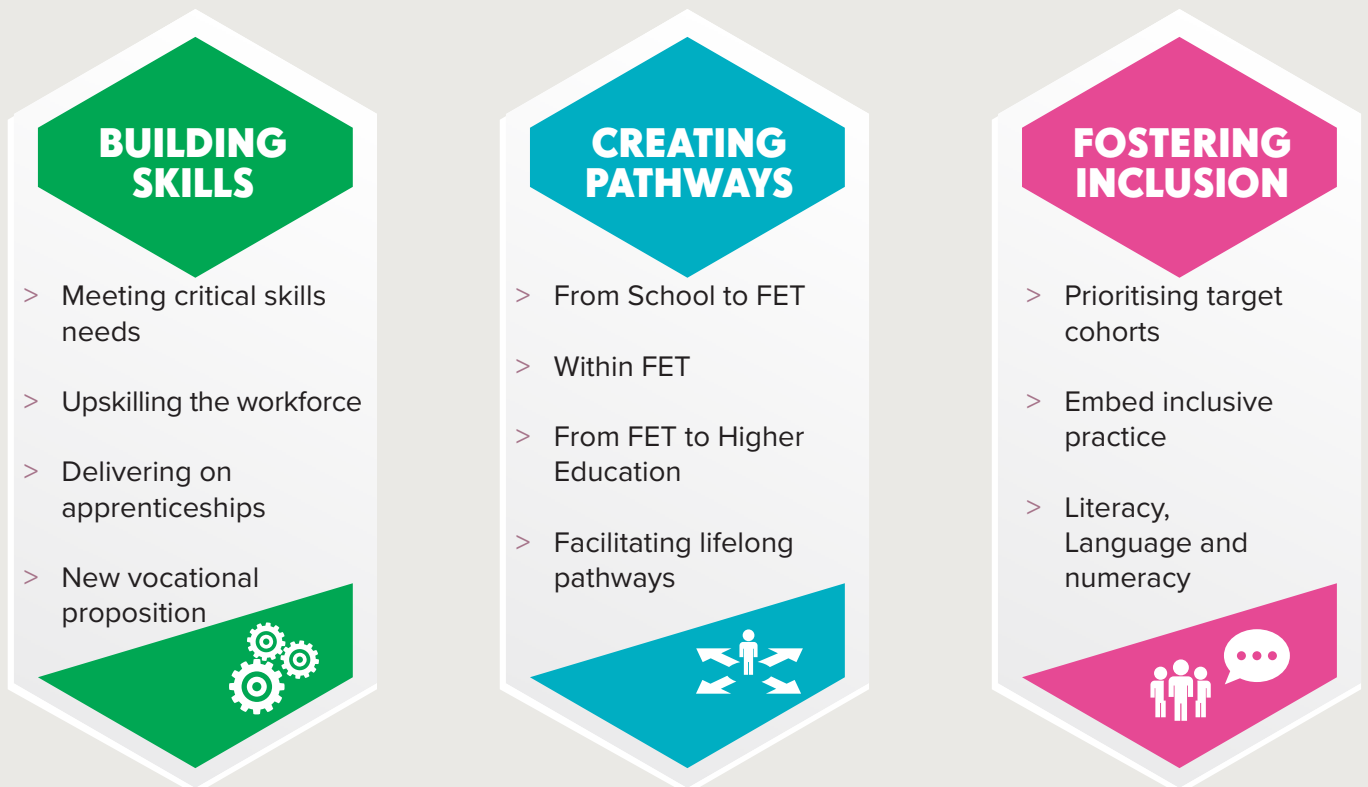 BUILDING
SKILLS
> Meeting critical skills
needs
> Upskilling the workforce
> Delivering on
apprenticeships
> New vocational
proposition
CREATING
PATHWAYS
> From School to FET
> Within FET
> From FET to Higher
Education
> Facilitating lifelong
pathways
FOSTERING
INCLUSION
> Prioritising target
cohorts
> Embed inclusive
practice
> Literacy,
Language and
numeracy